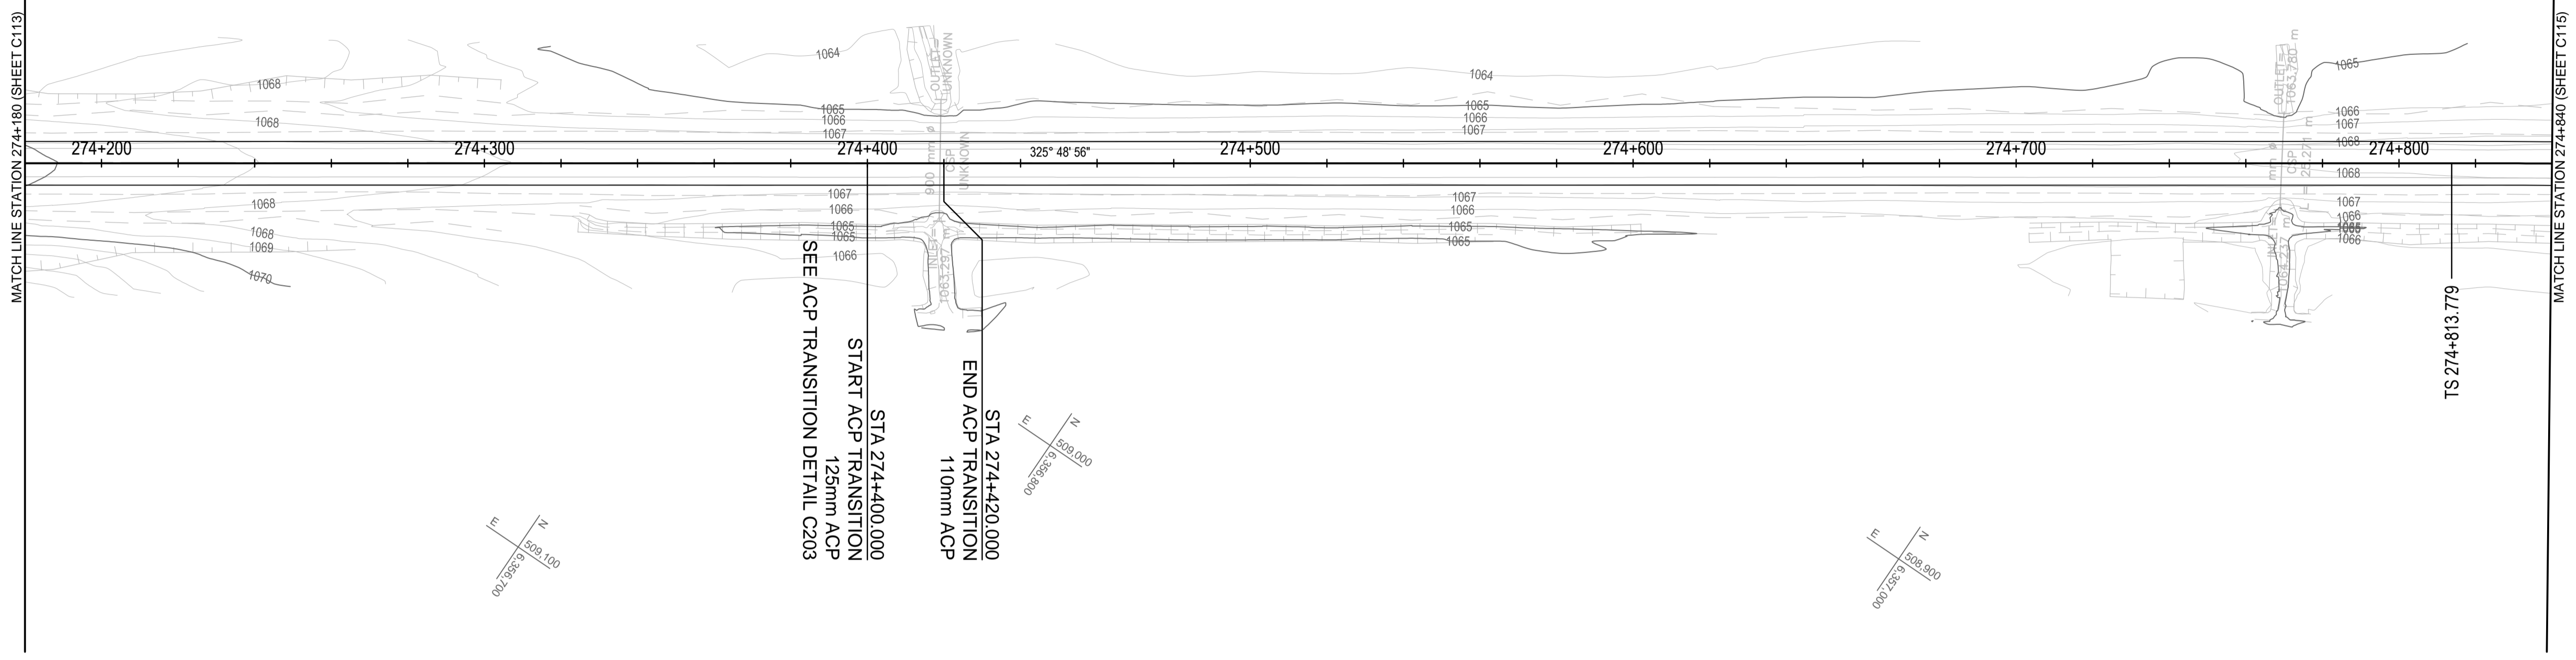 MATCH LINE STATION 274+180 (SHEET C113)
MATCH LINE STATION 274+840 (SHEET C115)
1064
OUTLET=
UNKNOWN
OUTLET=
1063.780 m
1068
1064
1065
1065
1065
1066
1066
1066
1068
1067
1067
1067
1068
274+200
274+300
274+400
325° 48' 56"
274+500
274+600
274+700
274+800
900 mm ø
CSP
UNKNOWN
mm ø
CSP
1068
1067
1067
1067
1068
1066
1066
1066
1068
1065
1065
1065
1065
1065
1066
1069
1066
1070
TS 274+813.779
SEE ACP TRANSITION DETAIL C203
125mm ACP
START ACP TRANSITION
STA 274+400.000
110mm ACP
END ACP TRANSITION
STA 274+420.000
E
N
509,100
6,356,700
E
N
509,000
6,356,800
E
N
508,900
6,357,000